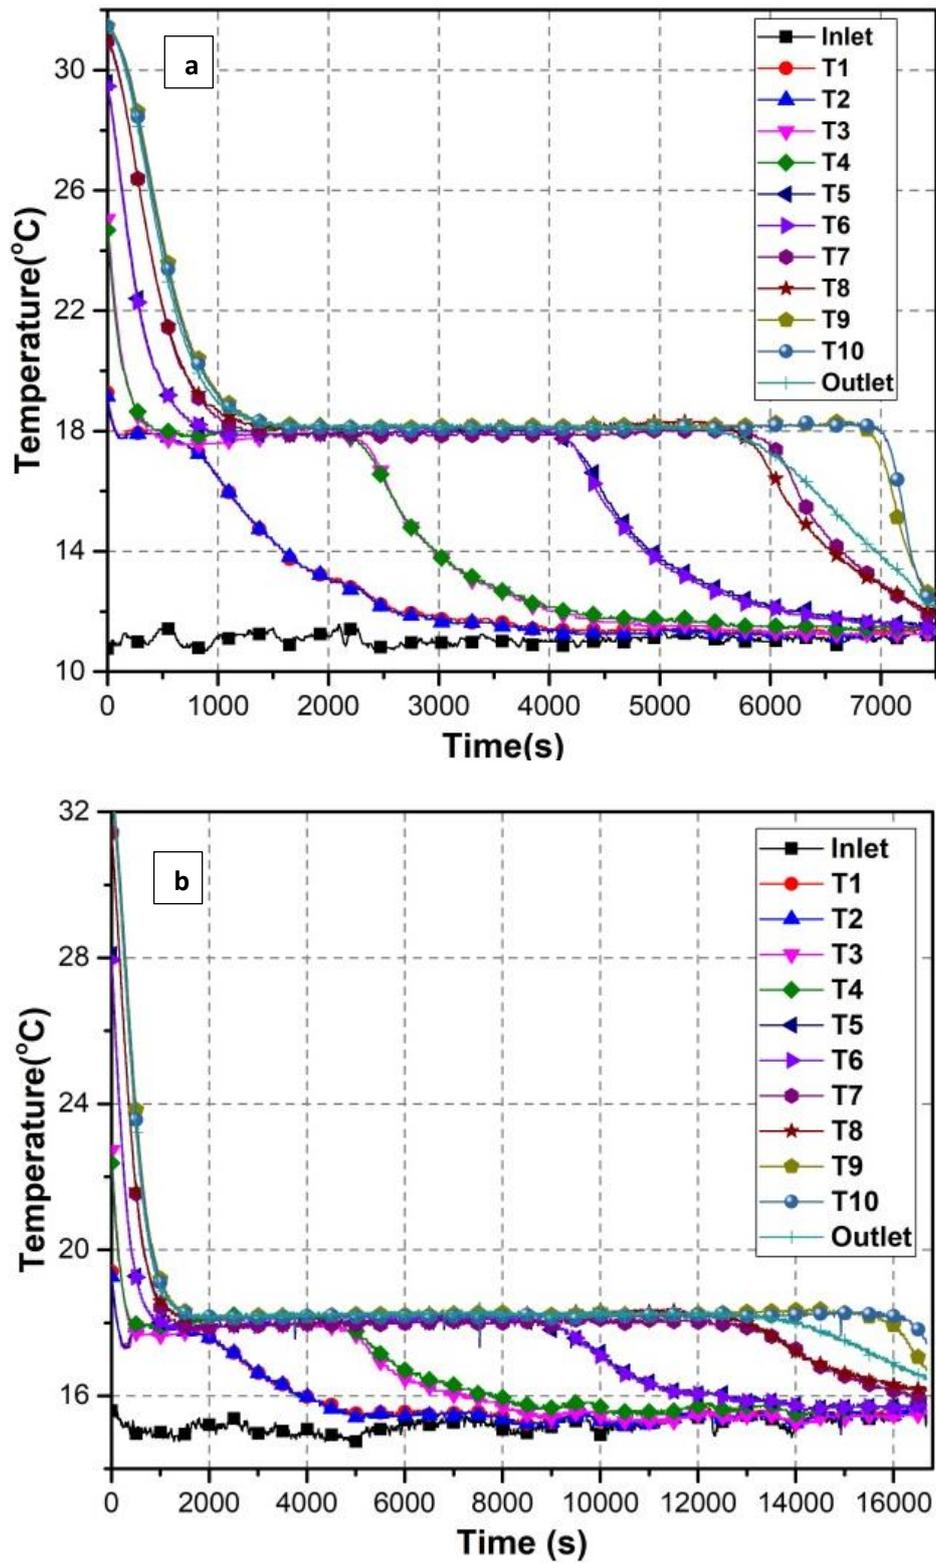 a
Temperature(°C)
30
26
22
18
14
10
0 1000 2000 3000 4000 5000 6000 7000
Time(s)
Inlet
T1
T2
T3
T4
T5
T6
T7
T8
T9
T10
Outlet
b
Temperature(°C)
32
28
24
20
16
0 2000 4000 6000 8000 10000 12000 14000 16000
Time (s)
Inlet
T1
T2
T3
T4
T5
T6
T7
T8
T9
T10
Outlet